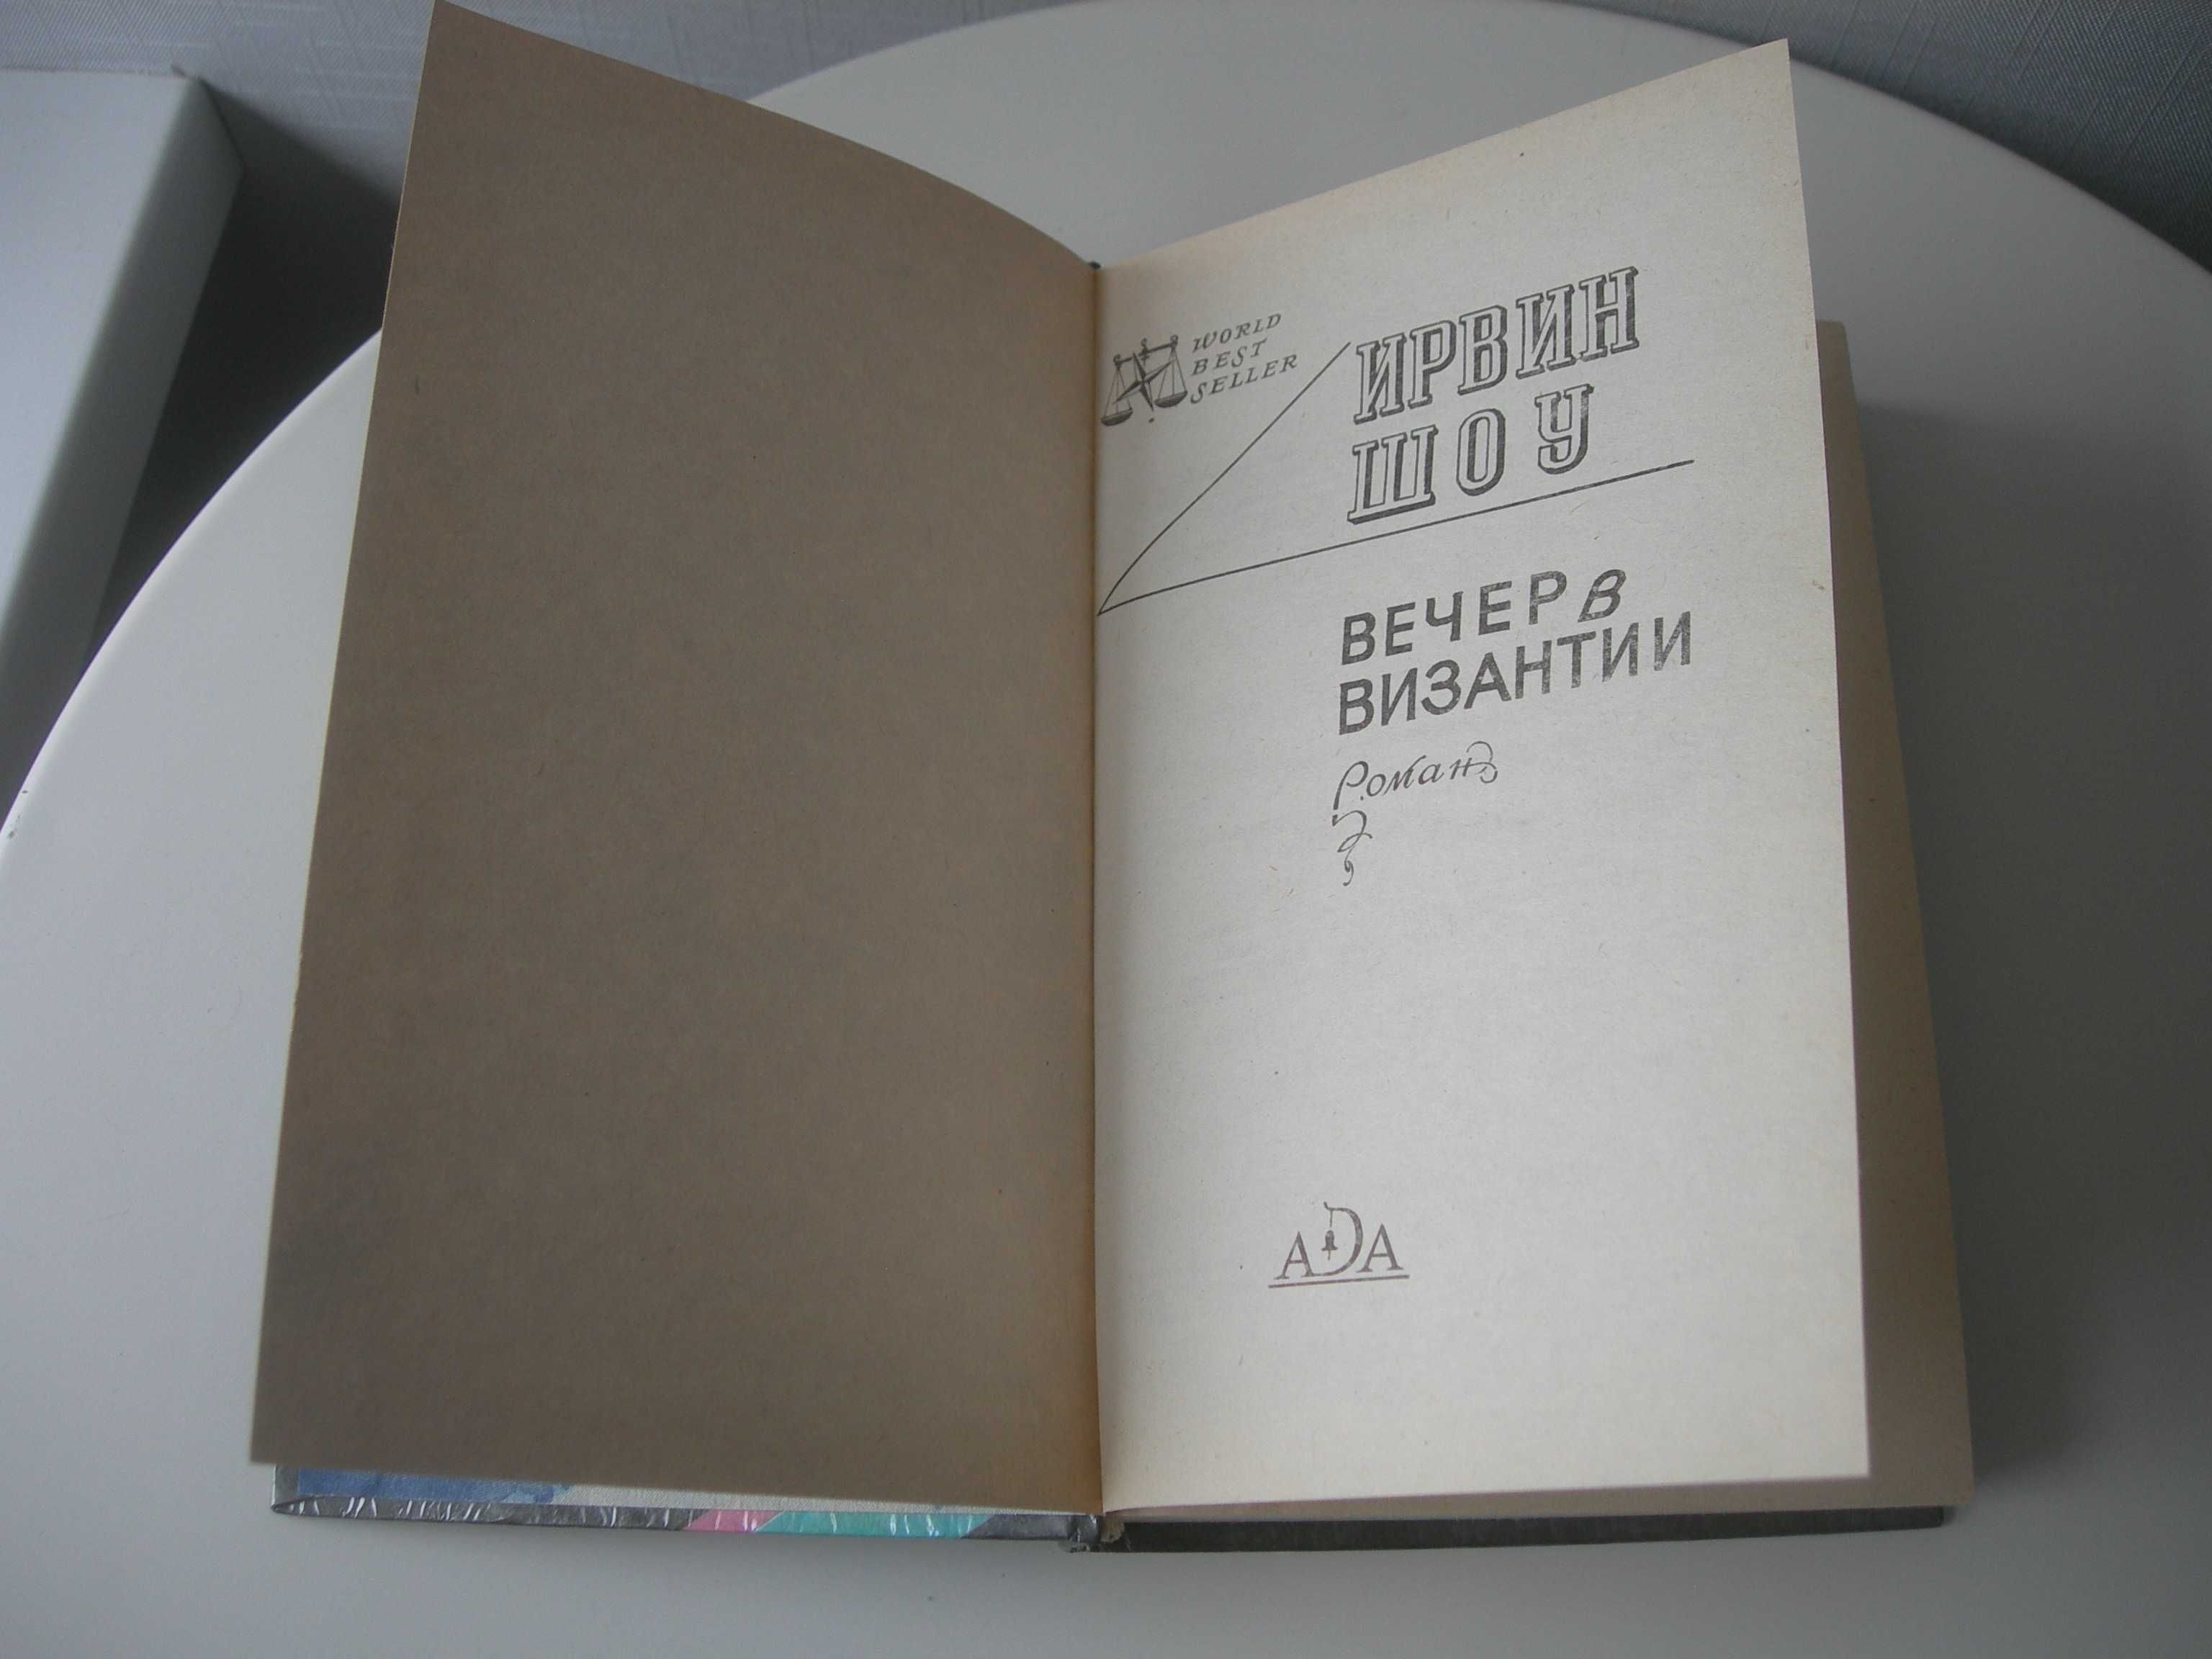 WORLD
BEST
SELLER
ИРВИН
ШОУ
ВЕЧЕР В
ВИЗАНТИИ
Роман
ADA